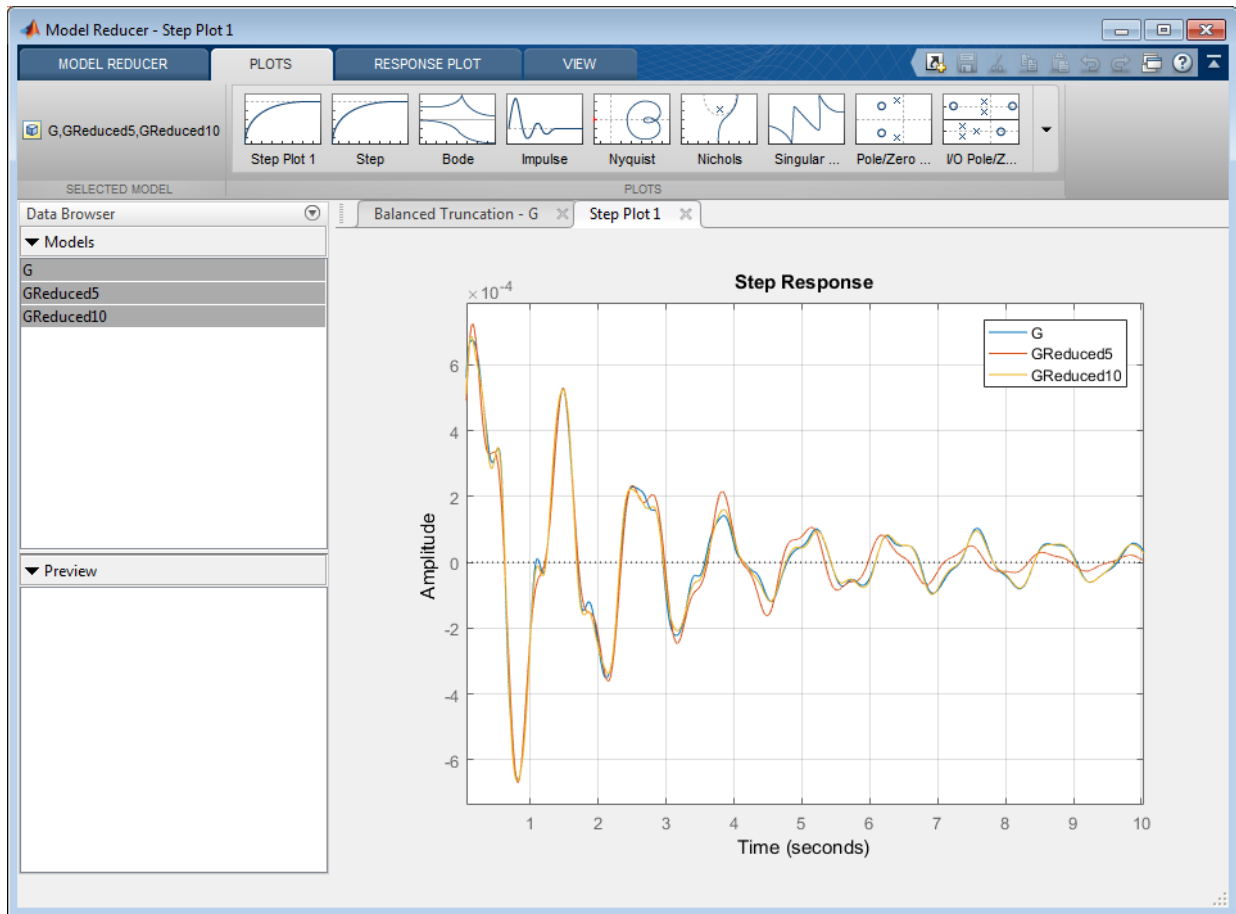 Model Reducer - Step Plot 1
MODEL REDUCER
PLOTS
RESPONSE PLOT
VIEW
G,GReduced5,GReduced10
Step Plot 1
Step
Bode
Impulse
Nyquist
Nichols
Singular ...
Pole/Zero ...
I/O Pole/Z...
SELECTED MODEL
PLOTS
Data Browser
Balanced Truncation - G
Step Plot 1
Models
G
GReduced5
GReduced10
Preview
Step Response
×10-4
G
GReduced5
GReduced10
6
4
2
0
-2
-4
-6
Amplitude
1 2 3 4 5 6 7 8 9 10
Time (seconds)